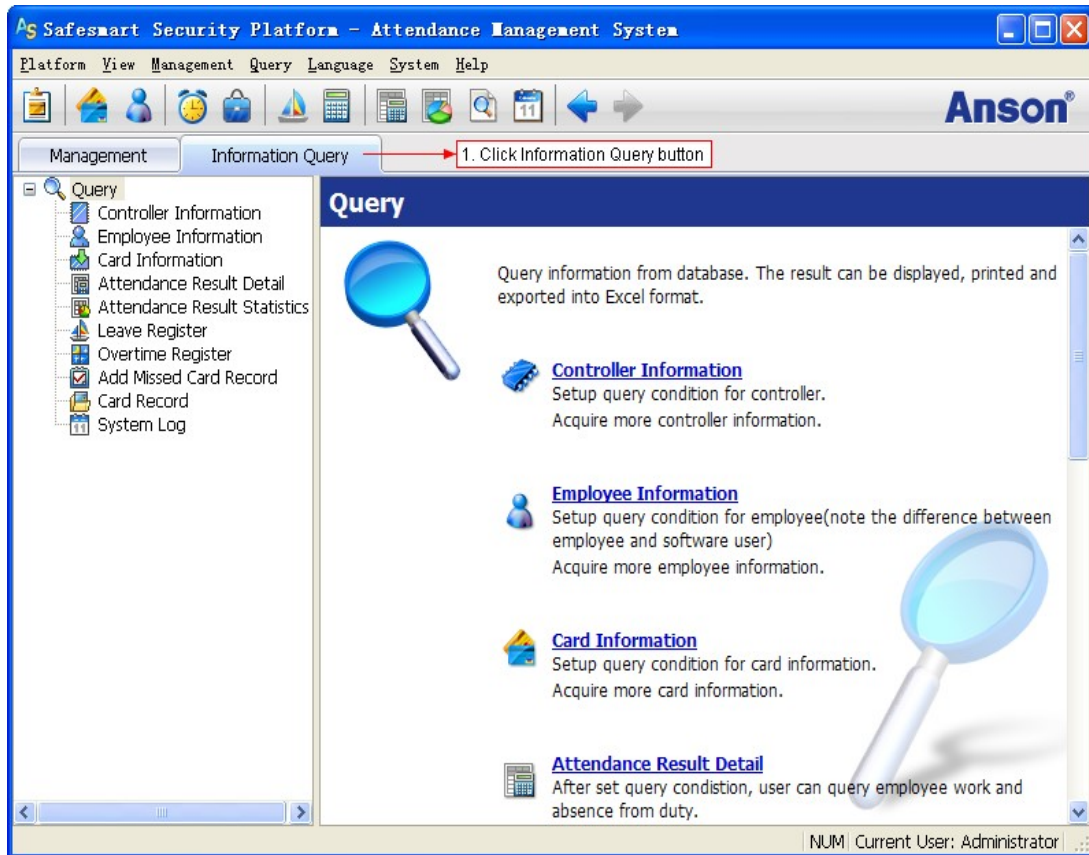 AS Safesmart Security Platform - Attendance Management System
Platform View Management Query Language System Help
11
Anson®
Management Information Query 1. Click Information Query button
Query
Controller Information
Employee Information
Card Information
Attendance Result Detail
Attendance Result Statistics
Leave Register
Overtime Register
Add Missed Card Record
Card Record
11 System Log
Query
Query information from database. The result can be displayed, printed and
exported into Excel format.
Controller Information
Setup query condition for controller.
Acquire more controller information.
Employee Information
Setup query condition for employee(note the difference between
employee and software user)
Acquire more employee information.
Card Information
Setup query condition for card information.
Acquire more card information.
Attendance Result Detail
After set query condistion, user can query employee work and
absence from duty.
NUM Current User: Administrator